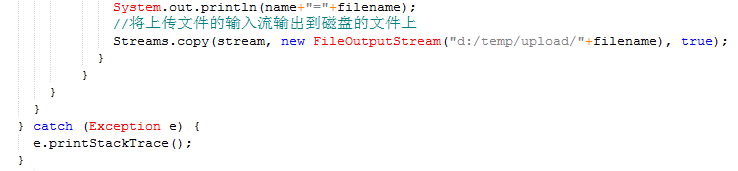 System.out.println(name+"="+filename);
//将上传文件的输入流输出到磁盘的文件上
Streams.copy(stream, new FileOutputStream("d:/temp/upload/"+filename), true);
}
}
}
}
} catch (Exception e) {
e.printStackTrace();
}